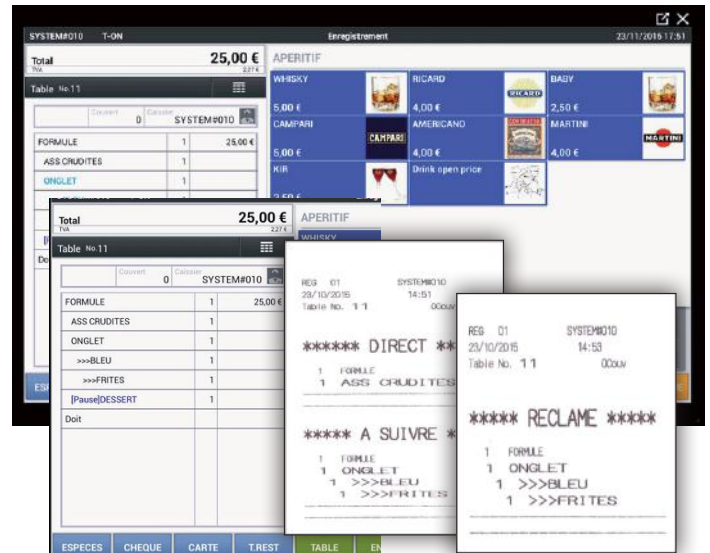 SYSTEM#010 T-ON Enregistrement 23/11/2015 17:51
Total 25,00 €
TVA 2,27 €
Table No.11
Couvert 0 Caissier SYSTEM#010
FORMULE 1 25,00 €
ASS CRUDITES 1
ONGLET 1
APERITIF
WHISKY
5,00 €
RICARD
RICARD
4,00 €
BABY
2,50 €
CAMPARI
CAMPARI
5,00 €
AMERICANO
4,00 €
MARTINI
MARTINI
4,00 €
KIR
Drink open price
Total 25,00 €
TVA 2,27 €
Table No.11
Couvert 0 Caissier SYSTEM#010
FORMULE 1 25,00 €
ASS CRUDITES 1
ONGLET 1
>>>BLEU 1
>>>FRITES 1
[Pause]DESSERT 1
Doit
ESPECES CHEQUE CARTE T.REST TABLE EN
APERITIF
WHISKY
REG 01 SYSTEM#010
23/10/2015 14:51
Table No. 11 0Couv
****** DIRECT **
1 FORMULE
1 ASS CRUDITES
***** A SUIVRE *
1 FORMULE
1 ONGLET
1 >>>BLEU
1 >>>FRITES
REG 01 SYSTEM#010
23/10/2015 14:53
Table No. 11 0Couv
***** RECLAME *****
1 FORMULE
1 ONGLET
1 >>>BLEU
1 >>>FRITES